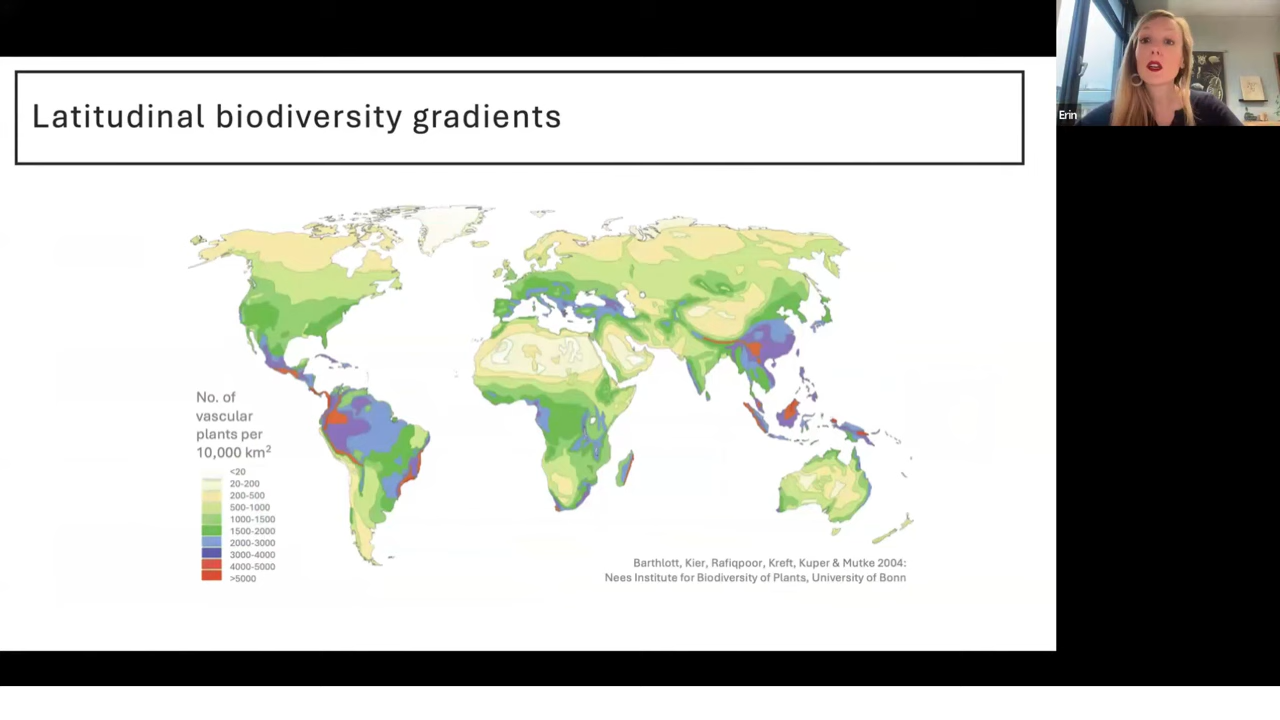 Latitudinal biodiversity gradients
Erin
No. of
vascular
plants per
10,000 km²
<20
20-200
200-500
500-1000
1000-1500
1500-2000
2000-3000
3000-4000
4000-5000
>5000
Barthlott, Kier, Rafiqpoor, Kreft, Kuper & Mutke 2004:
Nees Institute for Biodiversity of Plants, University of Bonn